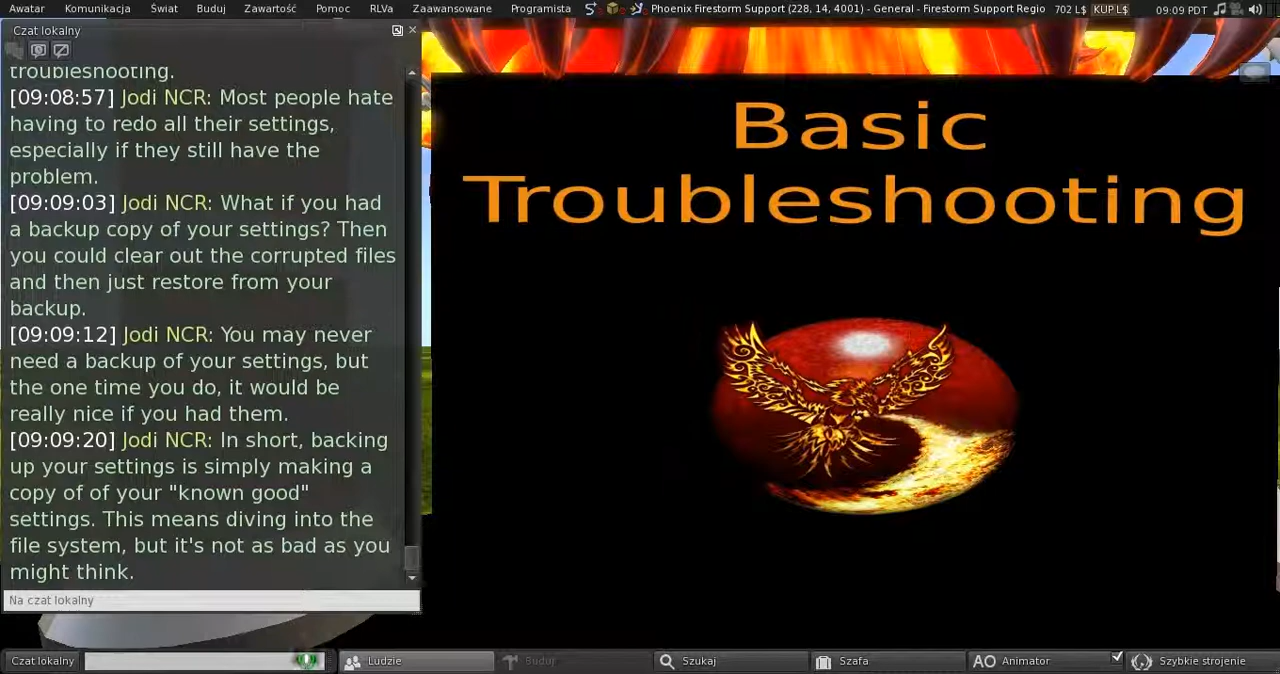 Awatar Komunikacja Świat Buduj Zawartość Pomoc RLVa Zaawansowane Programista Phoenix Firestorm Support (228, 14, 4001) - General - Firestorm Support Regio 702 L$ KUP L$ 09:09 PDT
Czat lokalny
troubleshooting.
[09:08:57] Jodi NCR: Most people hate
having to redo all their settings,
especially if they still have the
problem.
[09:09:03] Jodi NCR: What if you had
a backup copy of your settings? Then
you could clear out the corrupted files
and then just restore from your
backup.
[09:09:12] Jodi NCR: You may never
need a backup of your settings, but
the one time you do, it would be
really nice if you had them.
[09:09:20] Jodi NCR: In short, backing
up your settings is simply making a
copy of of your "known good"
settings. This means diving into the
file system, but it's not as bad as you
might think.
Na czat lokalny
Basic
Troubleshooting
Czat lokalny Ludzie Buduj Szukaj Szafa AO Animator Szybkie strojenie